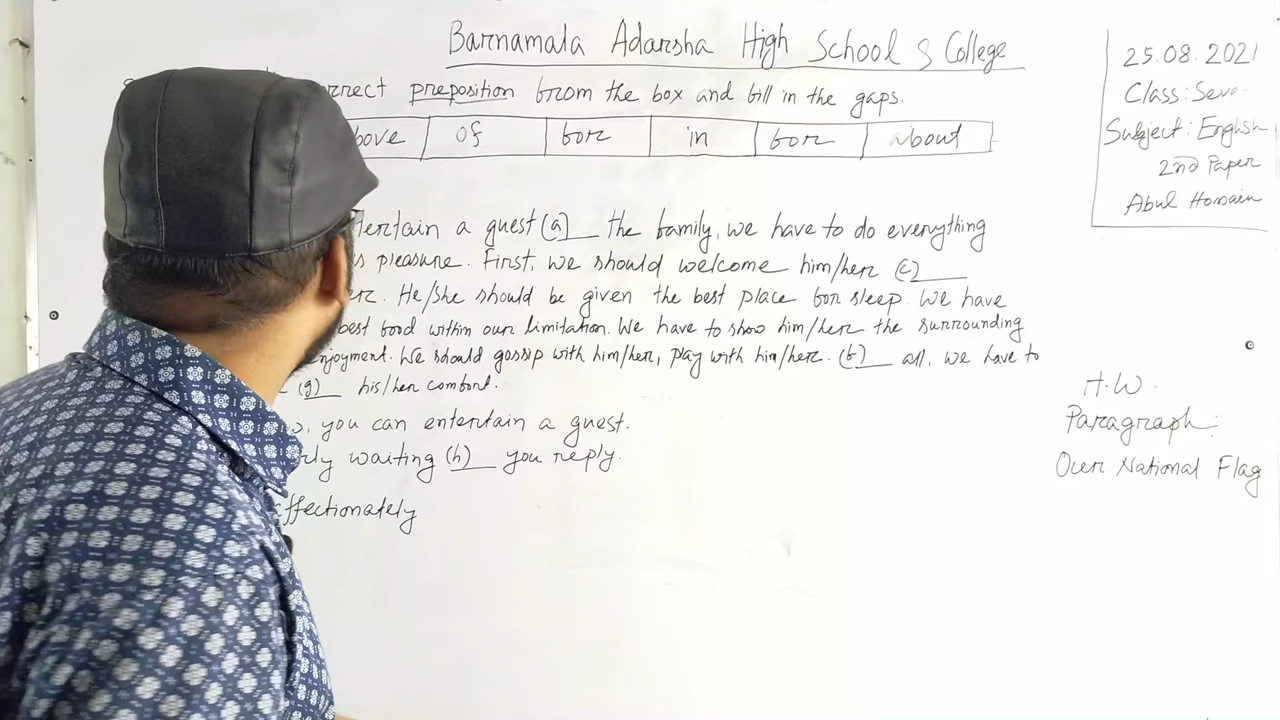 Barnamala Adarsha High School & College
preposition from the box and fill in the gaps.
of for in for about
a guest (a)__ the family, we have to do everything
pleasure. First, we should welcome him/her (c)____
He/she should be given the best place for sleep. We have
best food within our limitation. We have to show him/her the surrounding
We should gossip with him/her, play with him/her. (f)___ all, we have to
(g)___ his/her comfort.
you can entertain a guest.
waiting (h)___ you reply.
25.08.2021
Class:
Subject: English
2nd Paper
Abul Hossain
H.W.
Paragraph:
Our National Flag